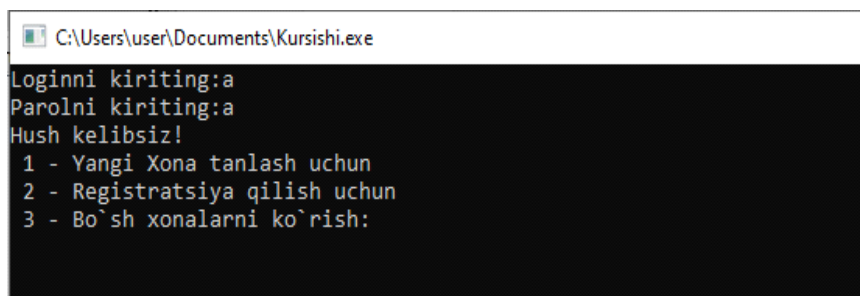 C:\Users\user\Documents\Kursishi.exe
Loginni kiriting:a
Parolni kiriting:a
Hush kelibsiz!
1 - Yangi Xona tanlash uchun
2 - Registratsiya qilish uchun
3 - Bo`sh xonalarni ko`rish: